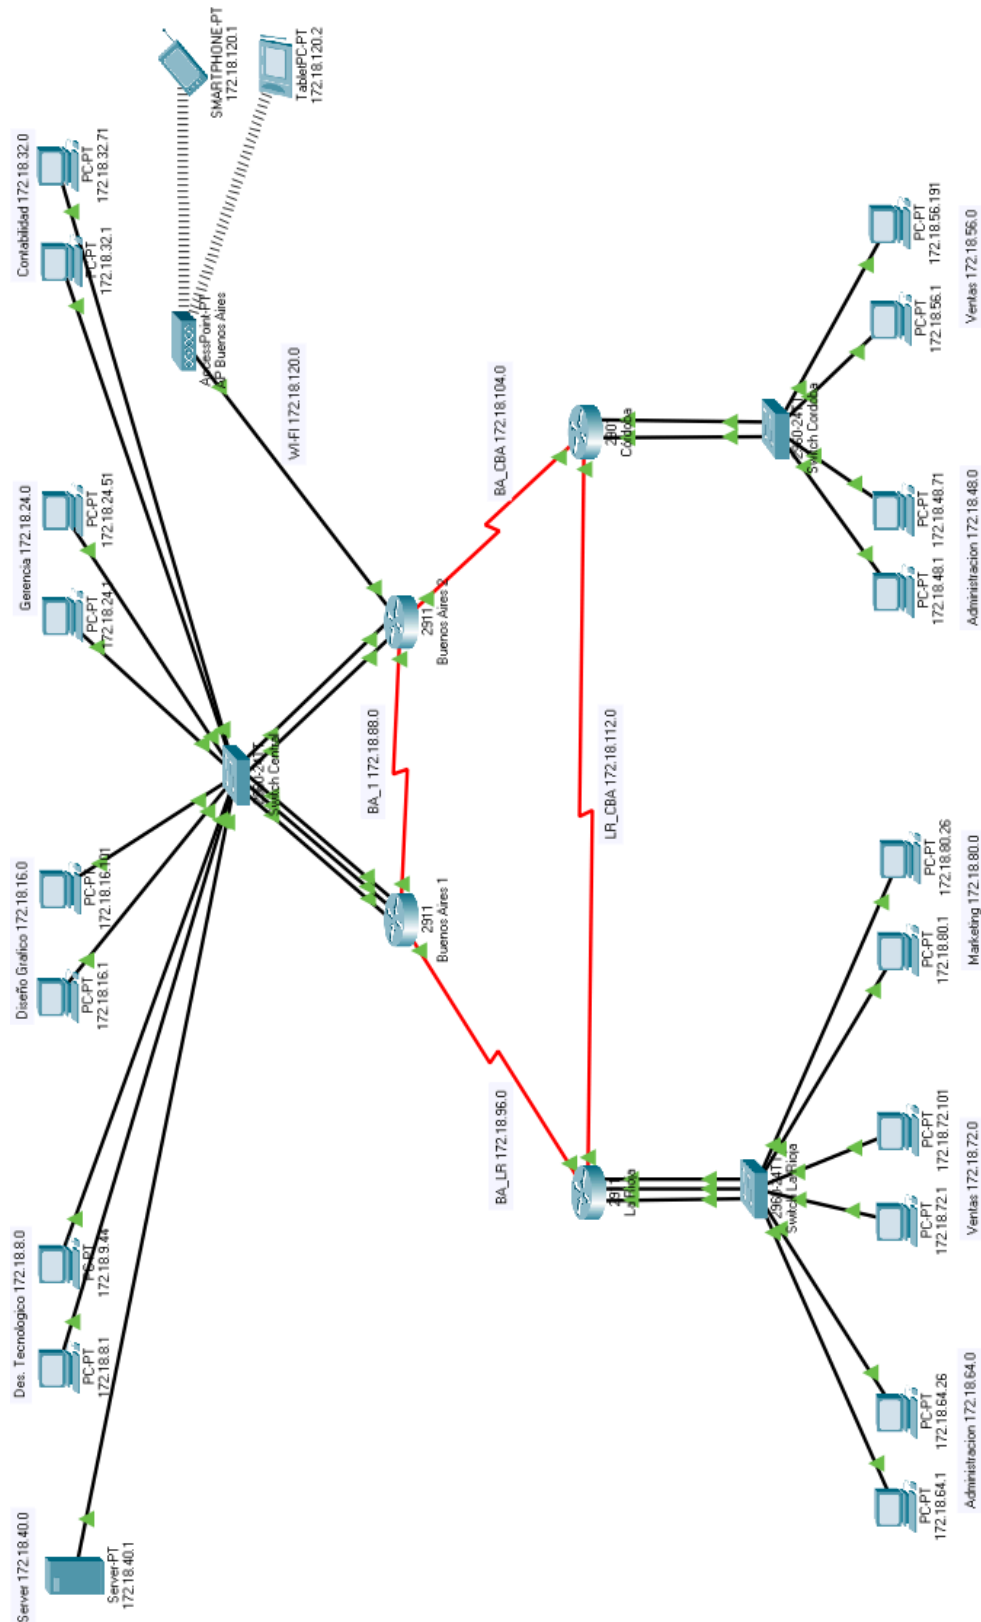 Server 172.18.40.0
Server-PT
172.18.40.1
Des. Tecnologico 172.18.8.0
PC-PT
172.18.8.1
PC-PT
172.18.9.44
Diseño Grafico 172.18.16.0
PC-PT
172.18.16.1
PC-PT
172.18.16.101
Gerencia 172.18.24.0
PC-PT
172.18.24.1
PC-PT
172.18.24.51
Contabilidad 172.18.32.0
PC-PT
172.18.32.1
PC-PT
172.18.32.71
SMARTPHONE-PT
172.18.120.1
TabletPC-PT
172.18.120.2
AccessPoint-PT
AP Buenos Aires
WI-FI 172.18.120.0
2960-24TT
Switch Central
BA_1 172.18.88.0
2911
Buenos Aires 1
2911
Buenos Aires 2
BA_LR 172.18.96.0
BA_CBA 172.18.104.0
LR_CBA 172.18.112.0
2911
La Rioja
2901
Cordoba
2960-24TT
Switch La Rioja
2960-24TT
Switch Cordoba
PC-PT
172.18.64.1
PC-PT
172.18.64.26
Administracion 172.18.64.0
PC-PT
172.18.72.1
PC-PT
172.18.72.101
Ventas 172.18.72.0
PC-PT
172.18.80.1
PC-PT
172.18.80.26
Marketing 172.18.80.0
PC-PT
172.18.48.1
PC-PT
172.18.48.71
Administracion 172.18.48.0
PC-PT
172.18.56.1
PC-PT
172.18.56.191
Ventas 172.18.56.0